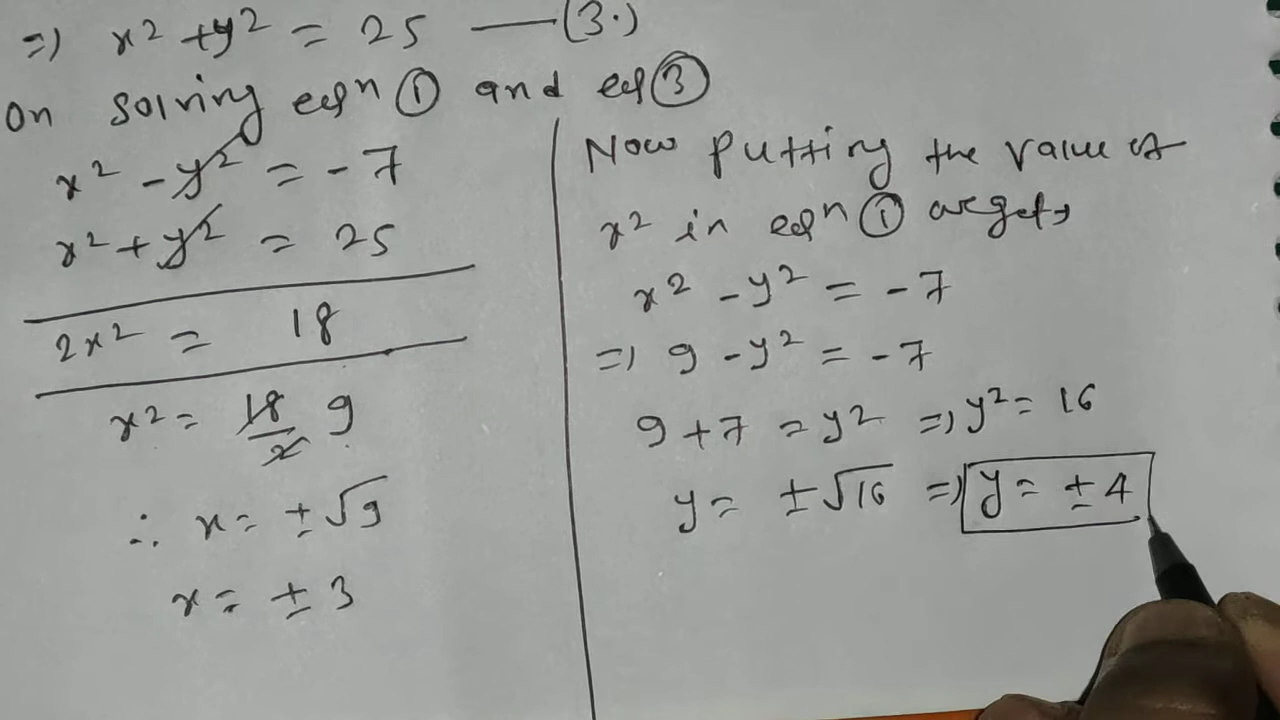 =) x² + y² = 25 —(3.)
On solving eqn ① and eq ③
x² - y² = -7
x² + y² = 25
2x² = 18
x² = 18/2 9
∴ x = ±√9
x = ± 3
Now putting the value of
x² in eqn ① we get,
x² - y² = -7
=) 9 - y² = -7
9 + 7 = y² =) y² = 16
y = ±√16 =) y = ± 4